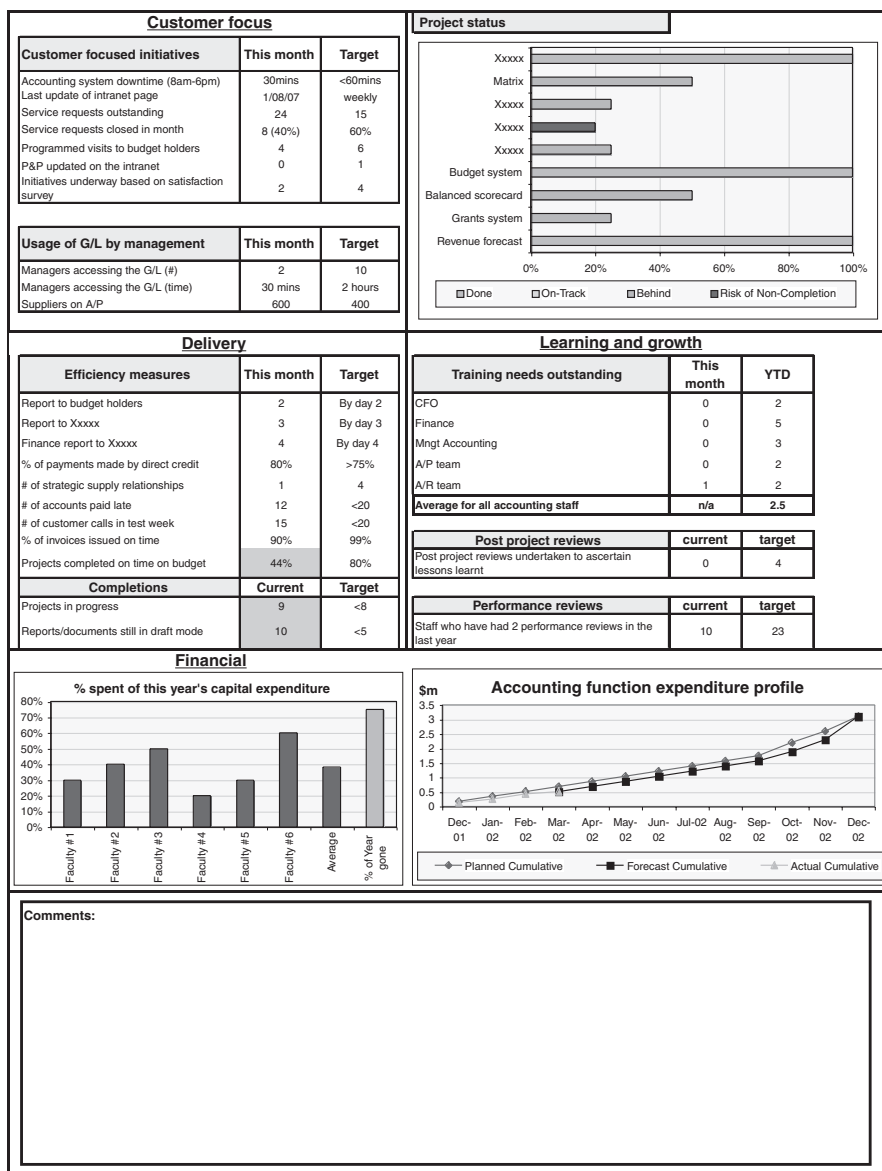 Customer focus
Customer focused initiatives This month Target
Accounting system downtime (8am-6pm) 30mins <60mins
Last update of intranet page 1/08/07 weekly
Service requests outstanding 24 15
Service requests closed in month 8 (40%) 60%
Programmed visits to budget holders 4 6
P&P updated on the intranet 0 1
Initiatives underway based on satisfaction
survey 2 4
Usage of G/L by management This month Target
Managers accessing the G/L (#) 2 10
Managers accessing the G/L (time) 30 mins 2 hours
Suppliers on A/P 600 400
Project status
Xxxxx
Matrix
Xxxxx
Xxxxx
Xxxxx
Budget system
Balanced scorecard
Grants system
Revenue forecast
0% 20% 40% 60% 80% 100%
Done On-Track Behind Risk of Non-Completion
Delivery
Efficiency measures This month Target
Report to budget holders 2 By day 2
Report to Xxxxx 3 By day 3
Finance report to Xxxxx 4 By day 4
% of payments made by direct credit 80% >75%
# of strategic supply relationships 1 4
# of accounts paid late 12 <20
# of customer calls in test week 15 <20
% of invoices issued on time 90% 99%
Projects completed on time on budget 44% 80%
Completions Current Target
Projects in progress 9 <8
Reports/documents still in draft mode 10 <5
Learning and growth
Training needs outstanding This month YTD
CFO 0 2
Finance 0 5
Mngt Accounting 0 3
A/P team 0 2
A/R team 1 2
Average for all accounting staff n/a 2.5
Post project reviews current target
Post project reviews undertaken to ascertain
lessons learnt 0 4
Performance reviews current target
Staff who have had 2 performance reviews in the
last year 10 23
Financial
% spent of this year's capital expenditure
80%
70%
60%
50%
40%
30%
20%
10%
0%
Faculty #1
Faculty #2
Faculty #3
Faculty #4
Faculty #5
Faculty #6
Average
% of Year
gone
Accounting function expenditure profile
$m
3.5
3
2.5
2
1.5
1
0.5
0
Dec-01 Jan-02 Feb-02 Mar-02 Apr-02 May-02 Jun-02 Jul-02 Aug-02 Sep-02 Oct-02 Nov-02 Dec-02
Planned Cumulative Forecast Cumulative Actual Cumulative
Comments: